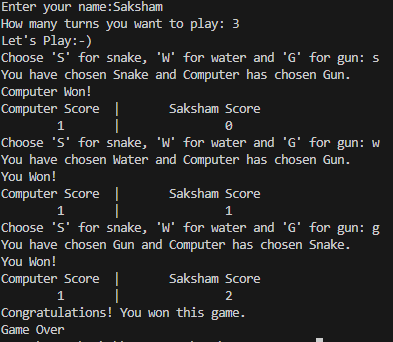 Enter your name:Saksham
How many turns you want to play: 3
Let's Play:-)
Choose 'S' for snake, 'W' for water and 'G' for gun: s
You have chosen Snake and Computer has chosen Gun.
Computer Won!
Computer Score  |       Saksham Score
        1       |               0
Choose 'S' for snake, 'W' for water and 'G' for gun: w
You have chosen Water and Computer has chosen Gun.
You Won!
Computer Score  |       Saksham Score
        1       |               1
Choose 'S' for snake, 'W' for water and 'G' for gun: g
You have chosen Gun and Computer has chosen Snake.
You Won!
Computer Score  |       Saksham Score
        1       |               2
Congratulations! You won this game.
Game Over